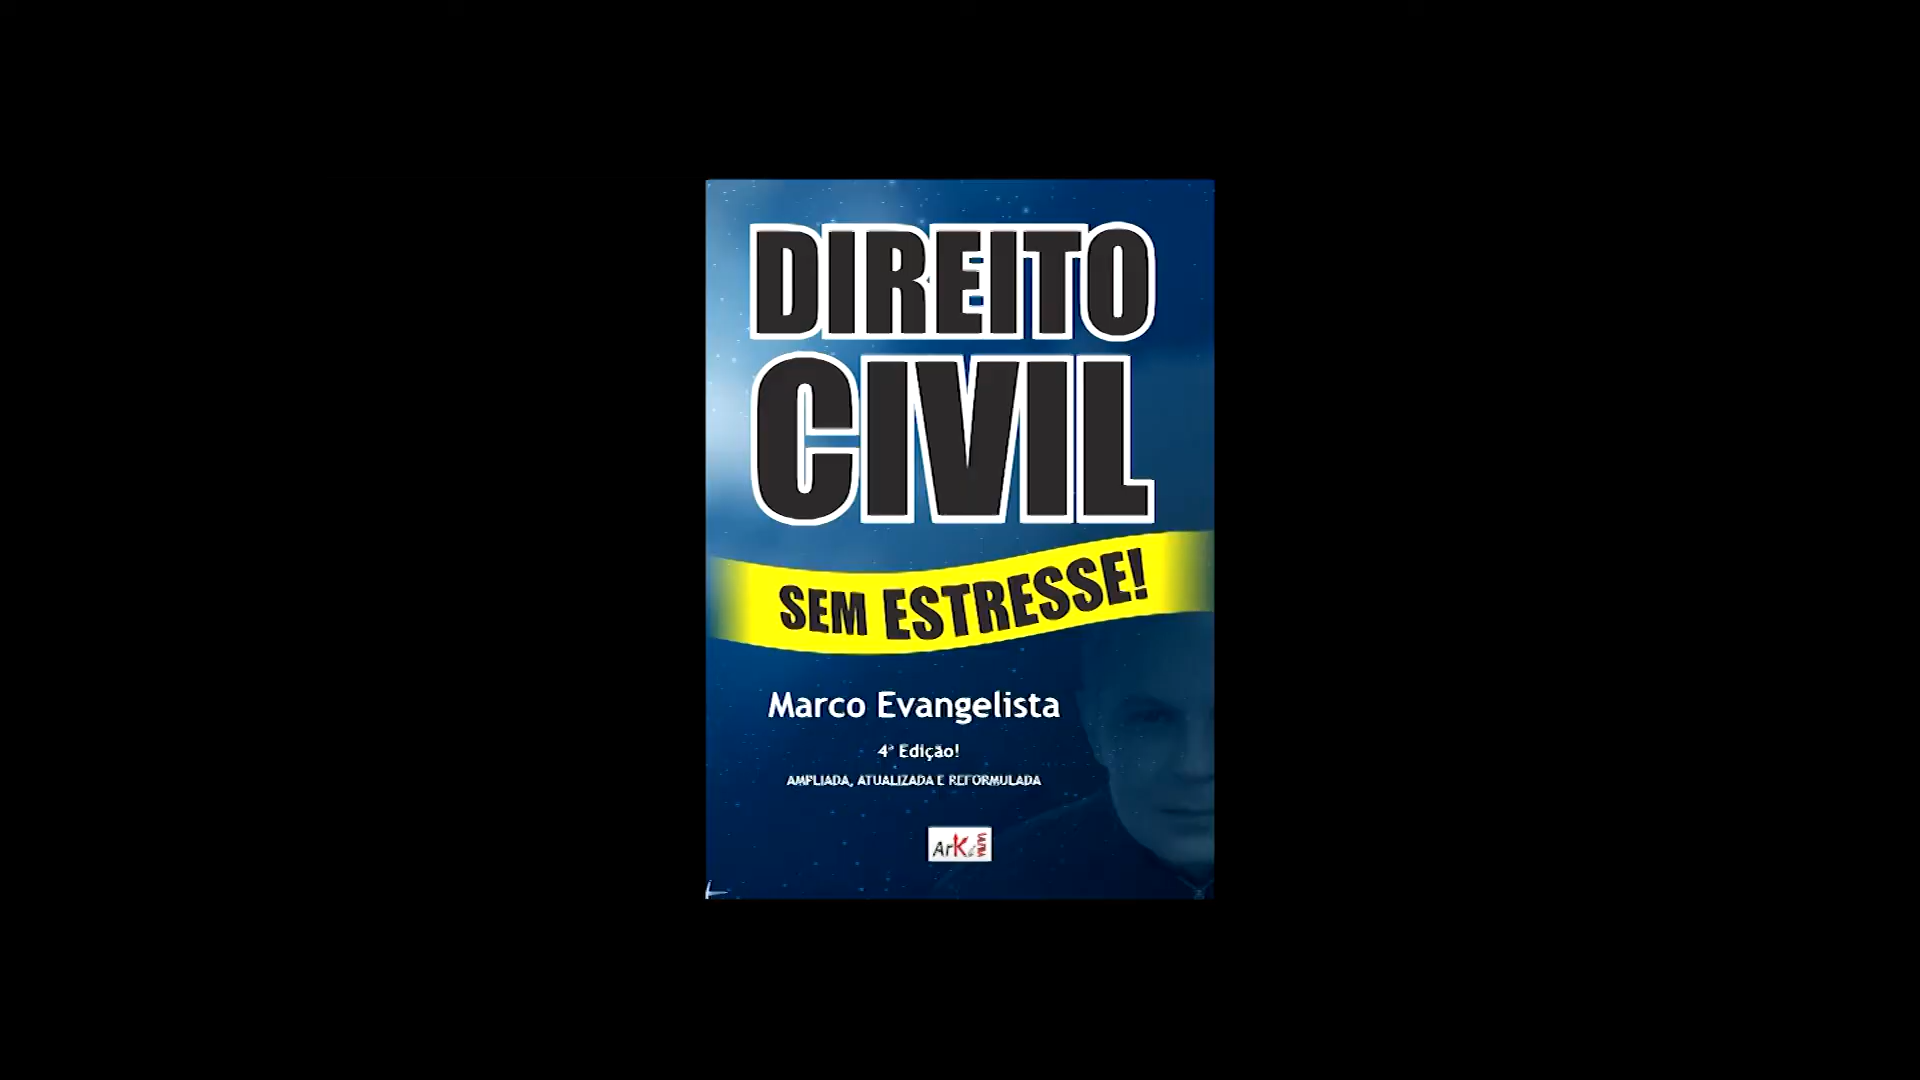 DIREITO
CIVIL
SEM ESTRESSE!
Marco Evangelista
4ª Edição!
AMPLIADA, ATUALIZADA E REFORMULADA